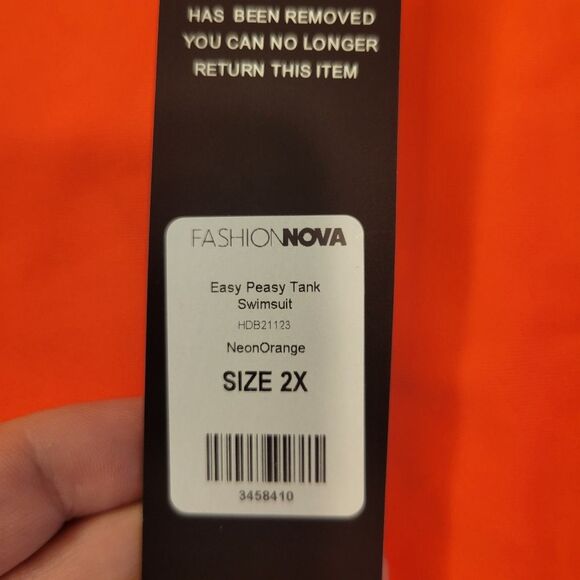 HAS BEEN REMOVED
YOU CAN NO LONGER
RETURN THIS ITEM
FASHIONNOVA
Easy Peasy Tank
Swimsuit
HDB21123
NeonOrange
SIZE 2X
3458410